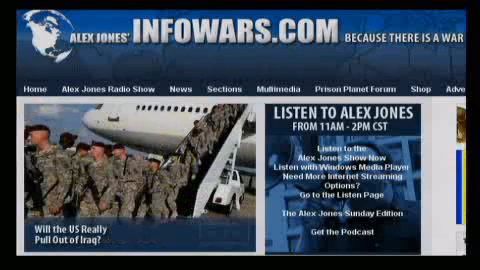 ALEX JONES' INFOWARS.COM BECAUSE THERE IS A WAR
Home Alex Jones Radio Show News Sections Multimedia Prison Planet Forum Shop Adve
LISTEN TO ALEX JONES
FROM 11AM - 2PM CST
Listen to the
Alex Jones Show Now
Listen with Windows Media Player
Need More Internet Streaming
Options?
Go to the Listen Page
The Alex Jones Sunday Edition
Get the Podcast
Will the US Really
Pull Out of Iraq?